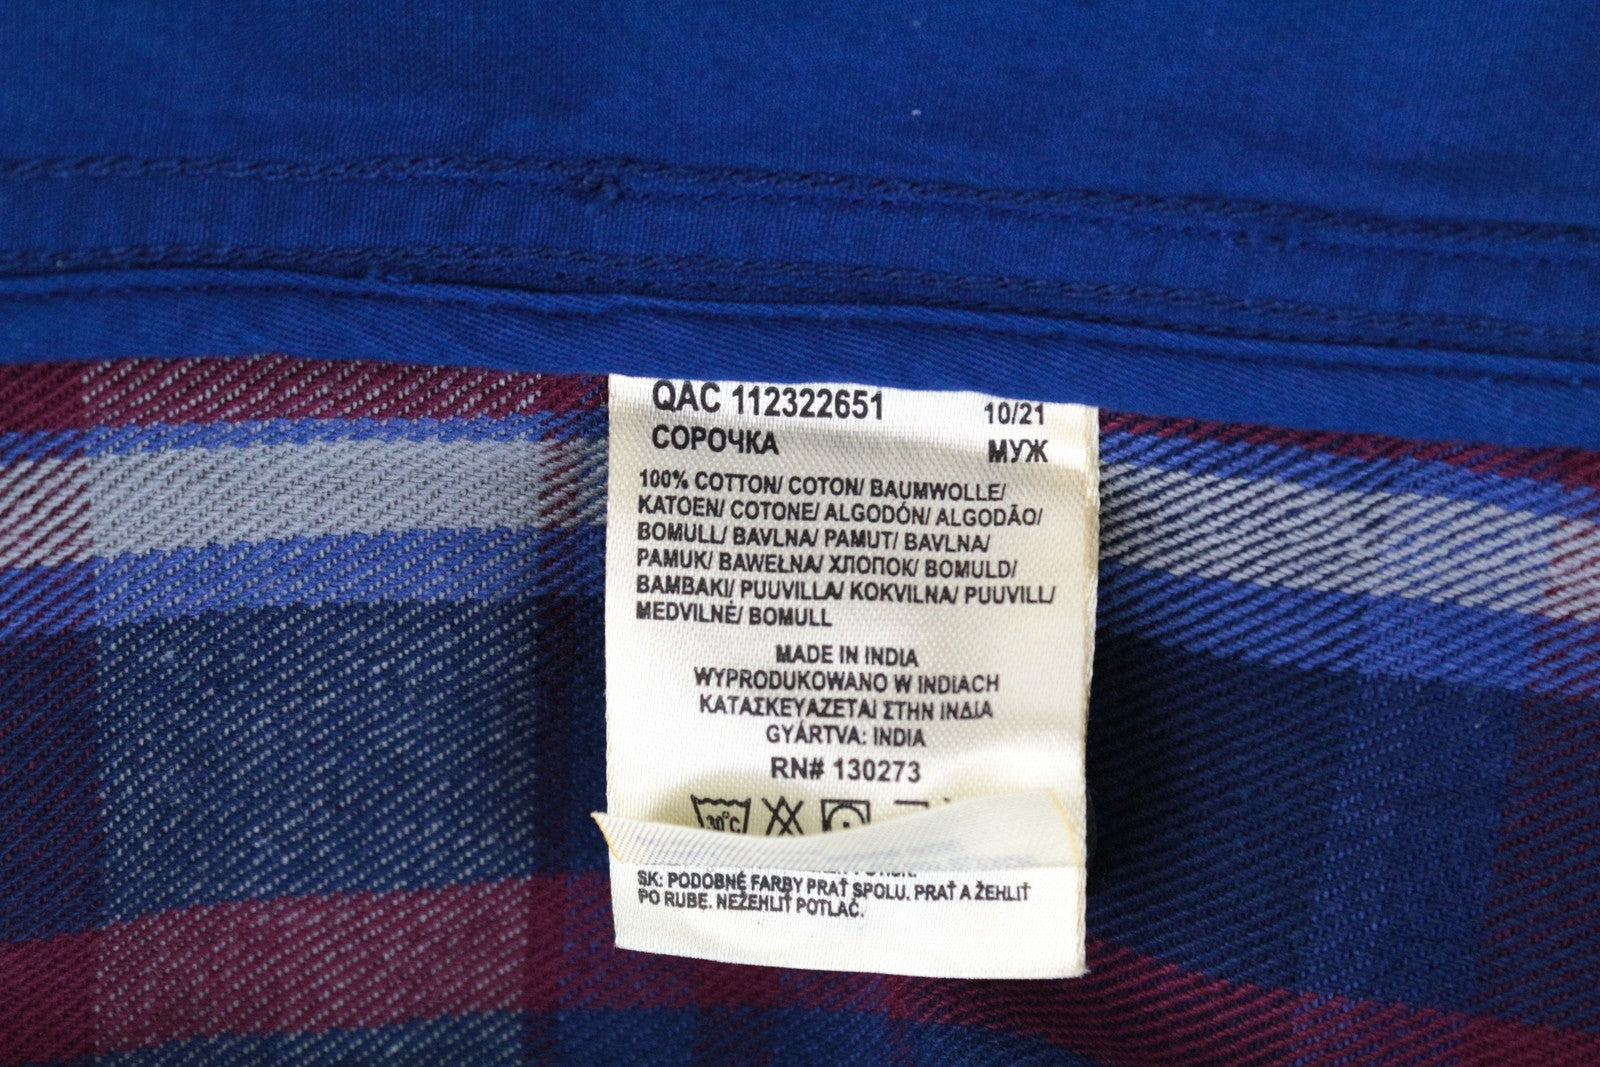 QAC 112322651 10/21
СОРОЧКА МУЖ
100% COTTON/ COTON/ BAUMWOLLE/
KATOEN/ COTONE/ ALGODÓN/ ALGODÃO/
BOMULL/ BAVLNA/ PAMUT/ BAVLNA/
PAMUK/ BAWEŁNA/ ХЛОПОК/ BOMULD/
BAMBAKI/ PUUVILLA/ KOKVILNA/ PUUVILL/
MEDVILNĖ/ BOMULL
MADE IN INDIA
WYPRODUKOWANO W INDIACH
ΚΑΤΑΣΚΕΥΑΖΕΤΑΙ ΣΤΗΝ ΙΝΔΙΑ
GYÁRTVA: INDIA
RN# 130273
30°C
SK: PODOBNÉ FARBY PRAŤ SPOLU. PRAŤ A ŽEHLIŤ
PO RUBE. NEŽEHLIŤ POTLAČ.